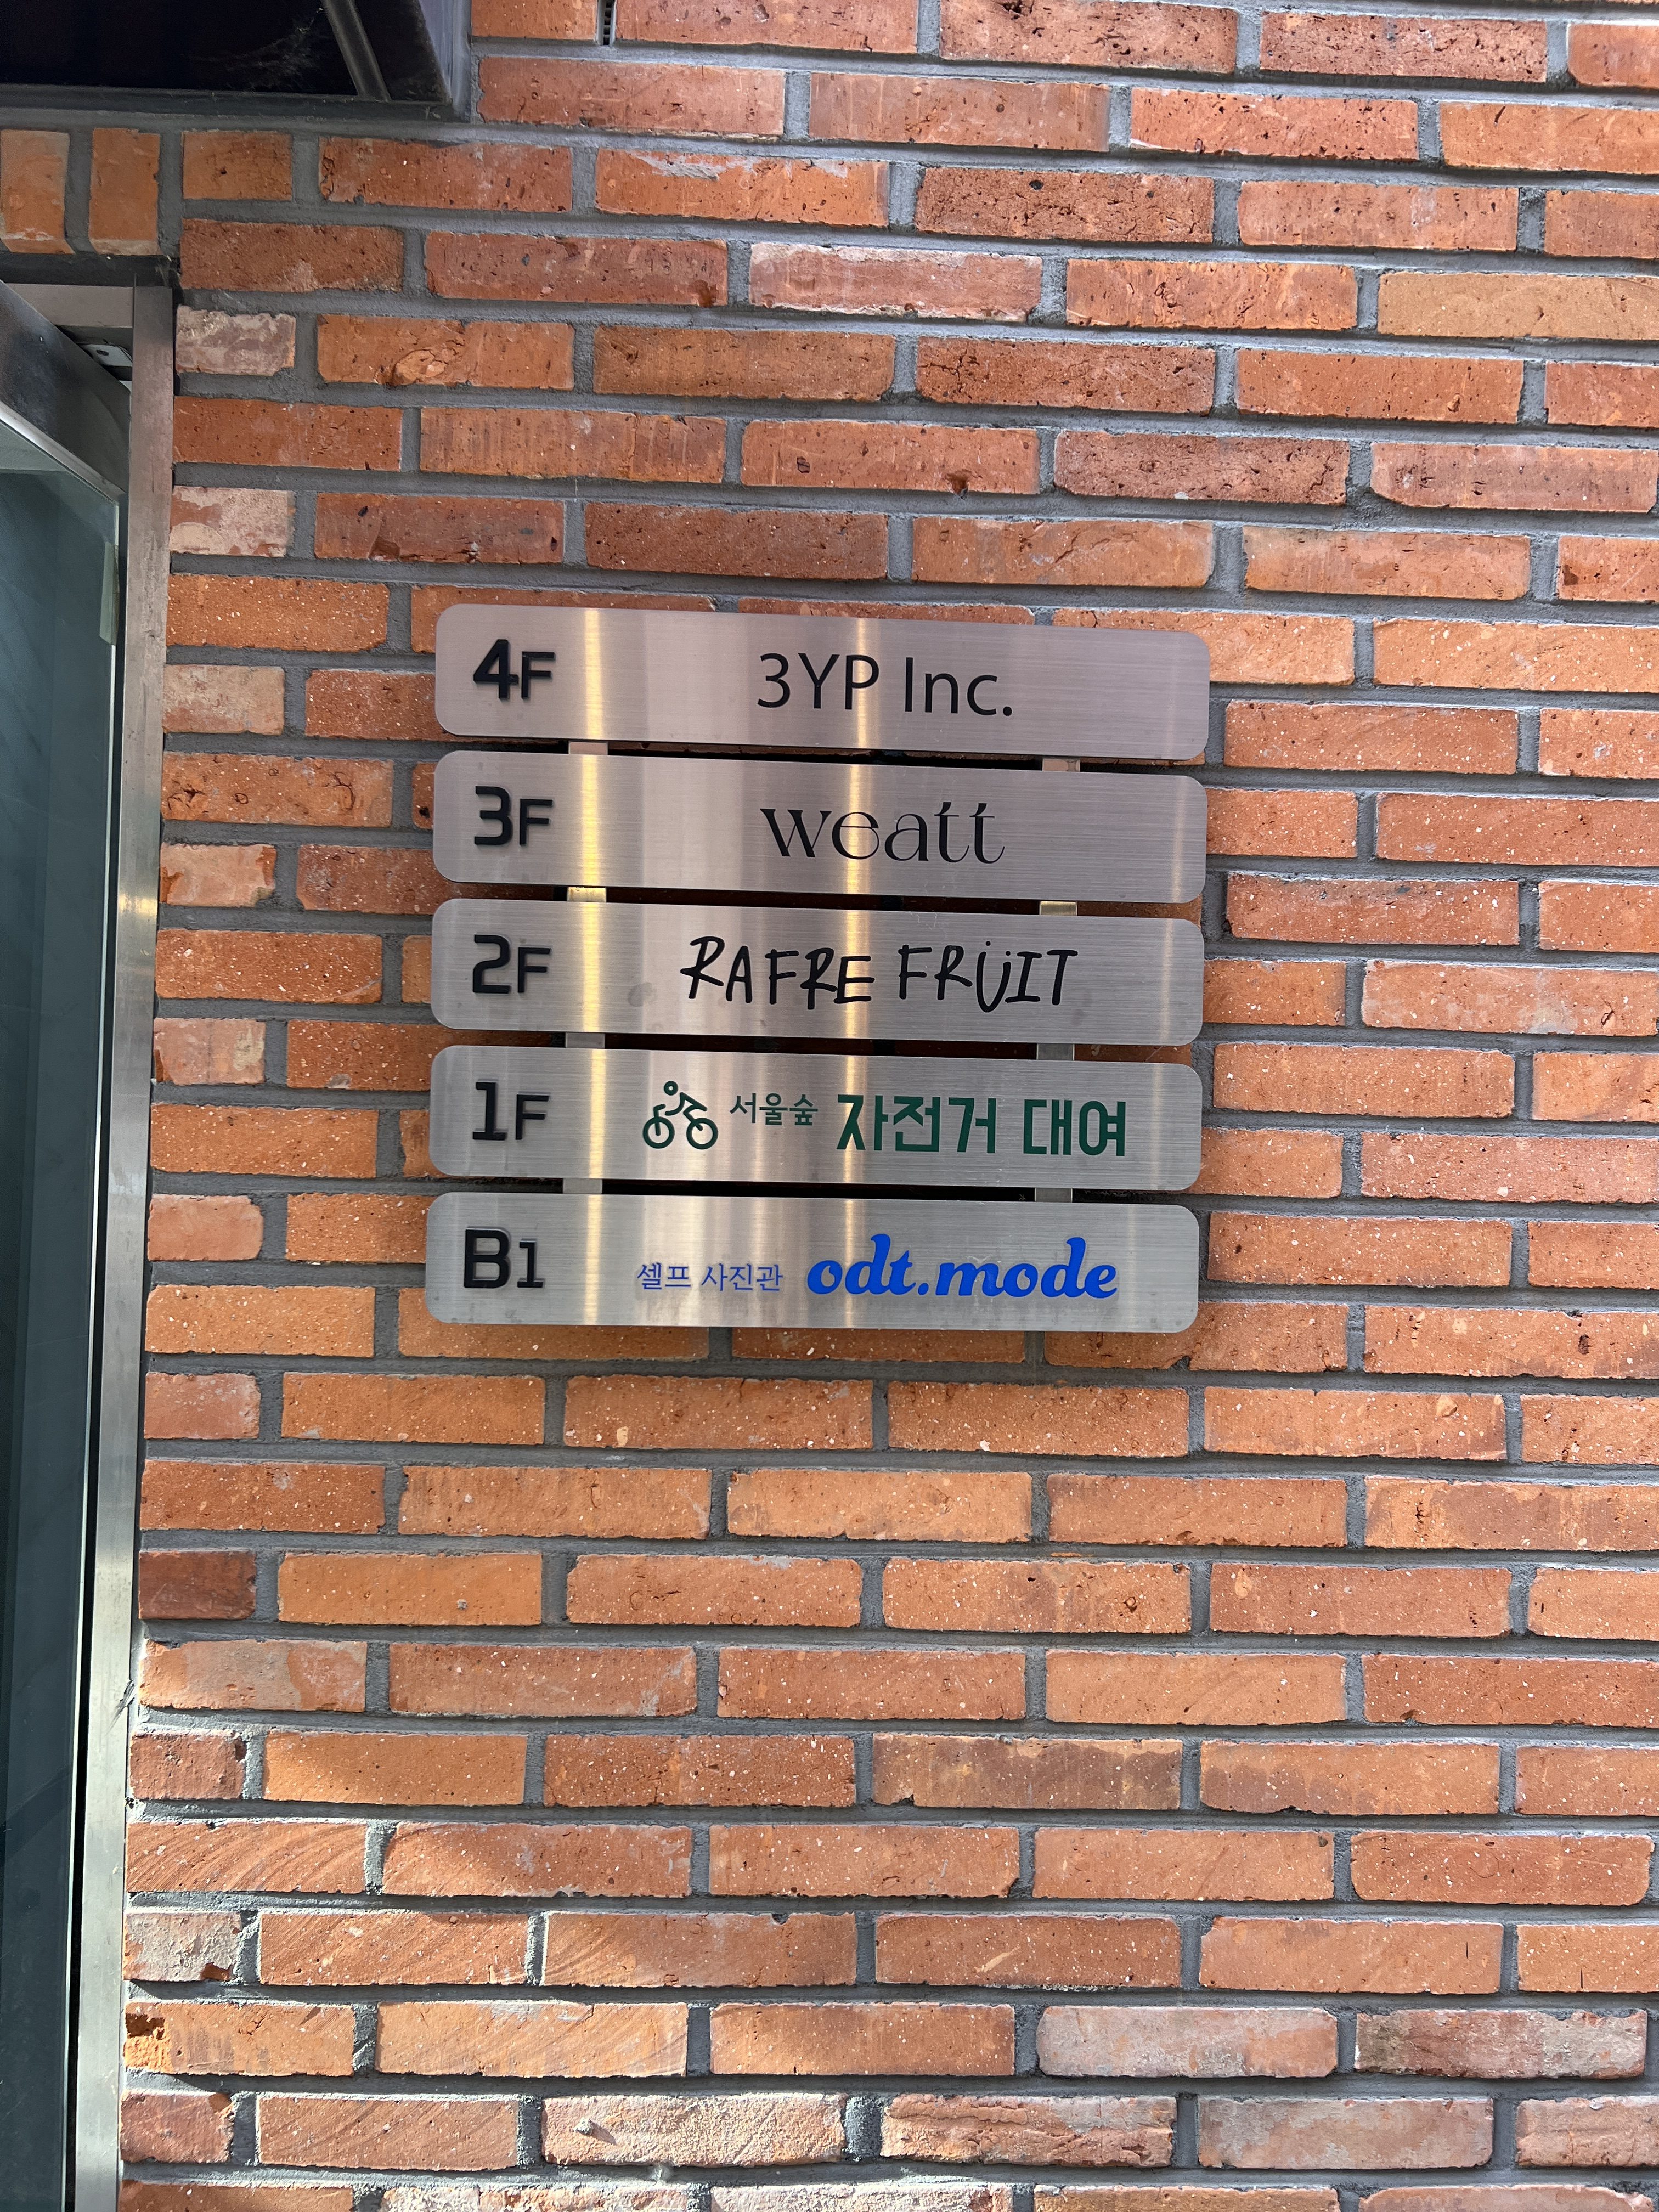 4F 3YP Inc.
3F weatt
2F RAFRE FRÜIT
1F 서울숲 자전거 대여
B1 셀프 사진관 odt.mode